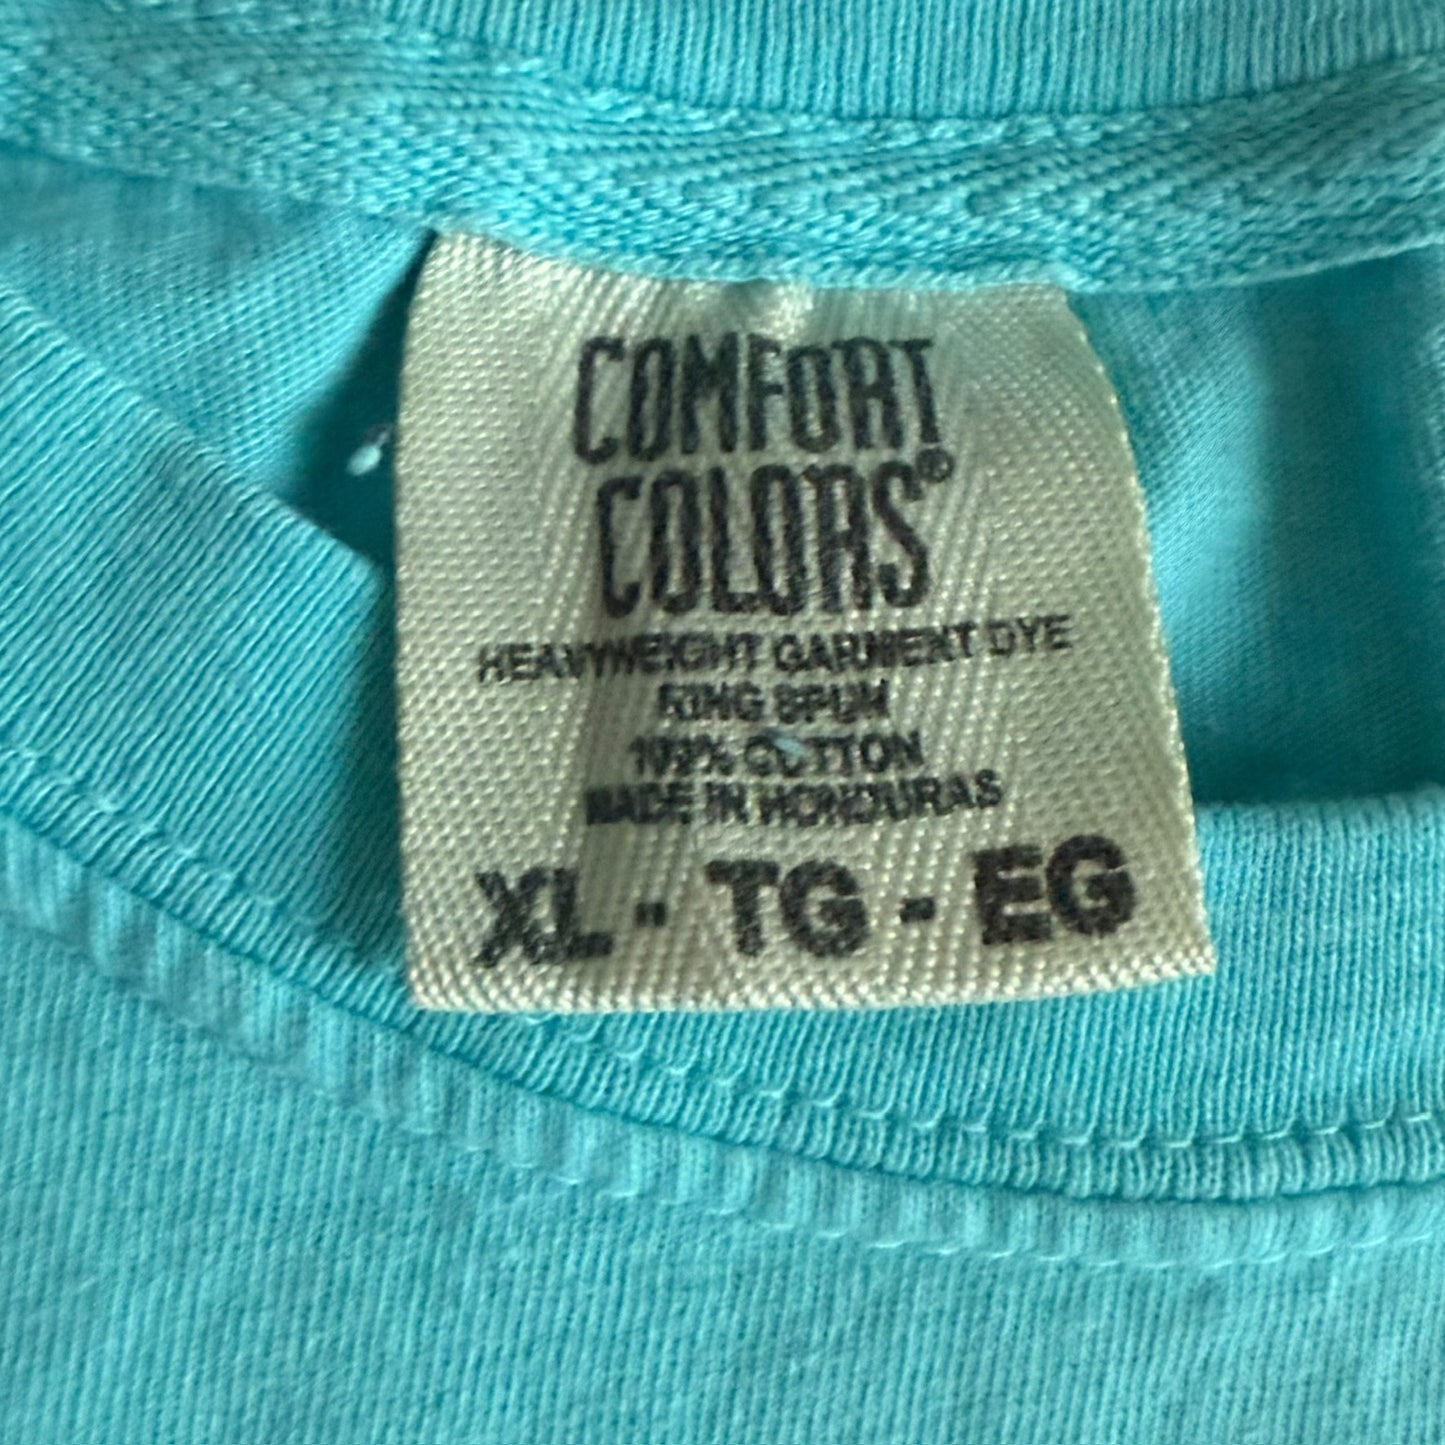 COMFORT
COLORS®
HEAVYWEIGHT GARMENT DYE
RING SPUN
100% COTTON
MADE IN HONDURAS
XL - TG - EG